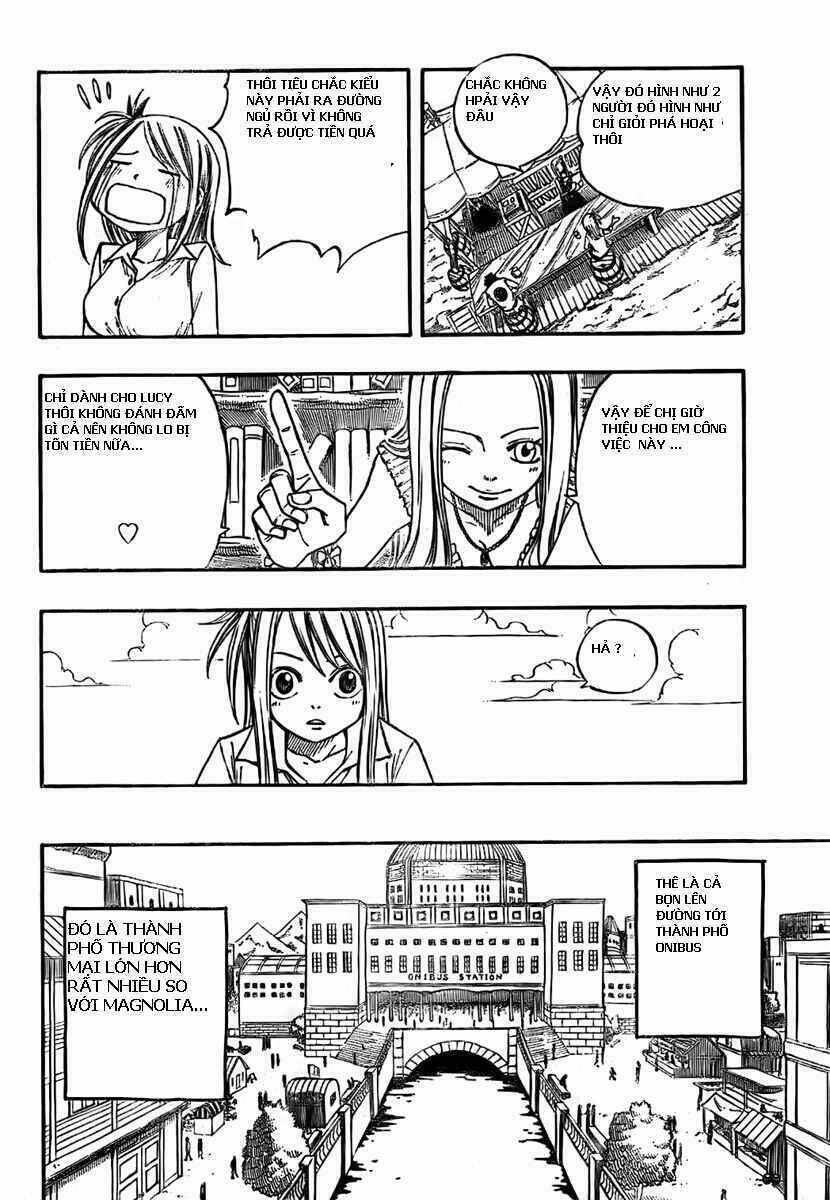 VẬY ĐÓ HÌNH NHƯ 2
NGƯỜI ĐÓ HÌNH NHƯ
CHỈ GIỎI PHÁ HOẠI
THÔI
CHẮC KHÔNG
HPẢI VẬY
ĐÂU
THÔI TIÊU CHẮC KIỂU
NÀY PHẢI RA ĐƯỜNG
NGỦ RỒI VÌ KHÔNG
TRẢ ĐƯỢC TIỀN QUÁ
VẬY ĐỂ CHỊ GIỜ
THIỆU CHO EM CÔNG
VIỆC NÀY ...
CHỈ DÀNH CHO LUCY
THÔI KHÔNG ĐÁNH ĐẤM
GÌ CẢ NÊN KHÔNG LO BỊ
TỐN TIỀN NỮA...
♡
HẢ ?
THẾ LÀ CẢ
BỌN LÊN
ĐƯỜNG TỚI
THÀNH PHỐ
ONIBUS
ĐÓ LÀ THÀNH
PHỐ THƯƠNG
MẠI LỚN HƠN
RẤT NHIỀU SO
VỚI MAGNOLIA...
ONIBUS STATION